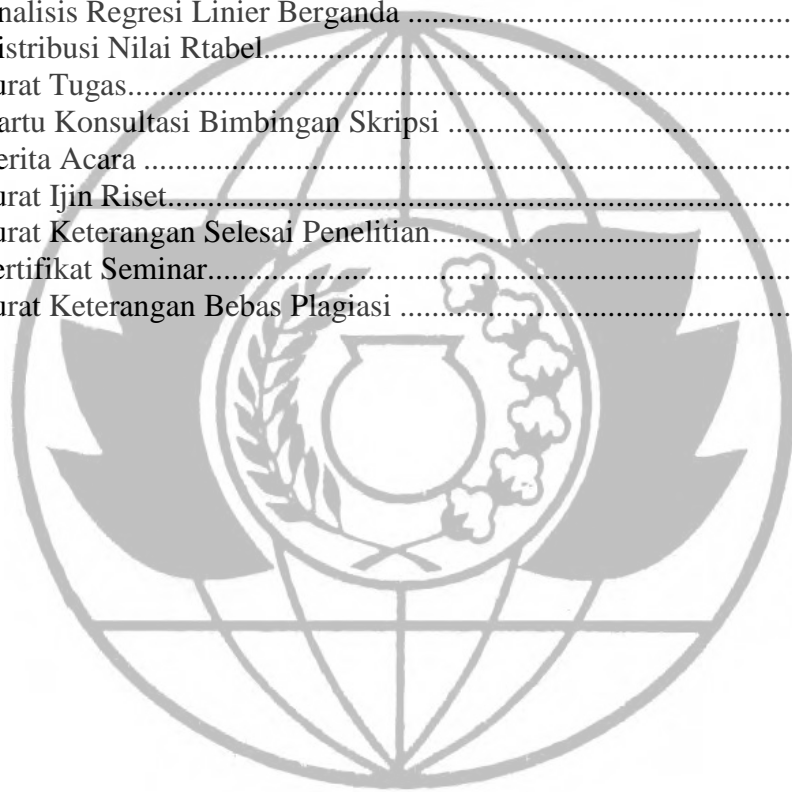 nalisis Regresi Linier Berganda ................................................
istribusi Nilai Rtabel..................................................................
urat Tugas...................................................................................
artu Konsultasi Bimbingan Skripsi ...........................................
erita Acara .................................................................................
urat Ijin Riset..............................................................................
urat Keterangan Selesai Penelitian.............................................
ertifikat Seminar.........................................................................
urat Keterangan Bebas Plagiasi .................................................